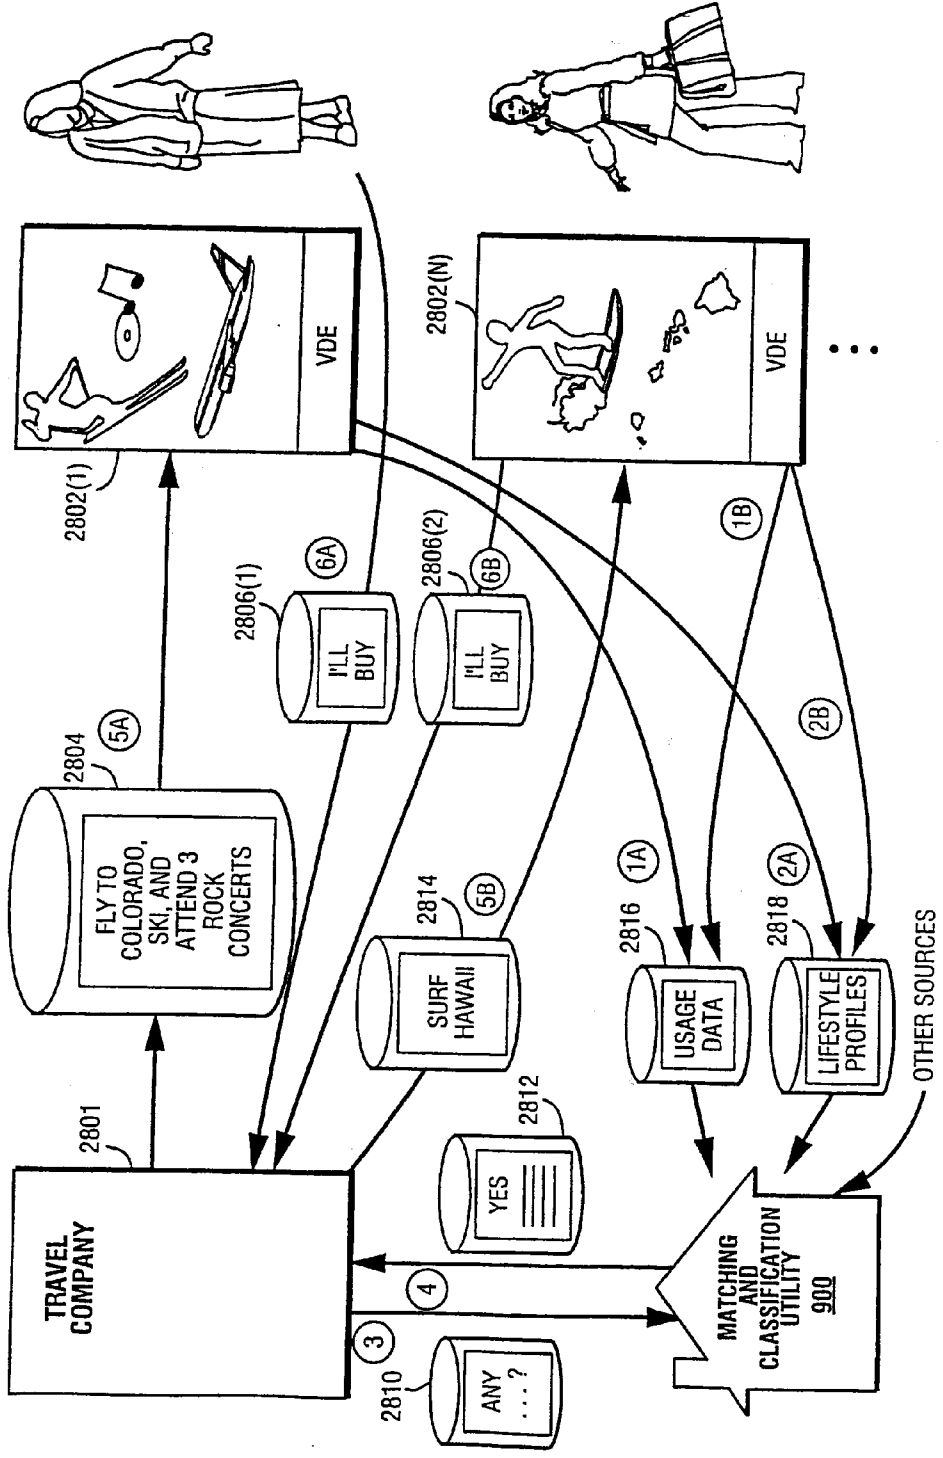 TRAVEL
COMPANY
2801
2804
5A
FLY TO
COLORADO,
SKI, AND
ATTEND 3
ROCK
CONCERTS
2802(1)
VDE
2806(1)
6A
I'LL
BUY
2806(2)
6B
I'LL
BUY
2802(N)
VDE
2814
5B
SURF
HAWAII
3
4
2810
ANY
...?
2812
YES
1A
2816
USAGE
DATA
1B
2A
2818
LIFESTYLE
PROFILES
2B
MATCHING
AND
CLASSIFICATION
UTILITY
900
OTHER SOURCES